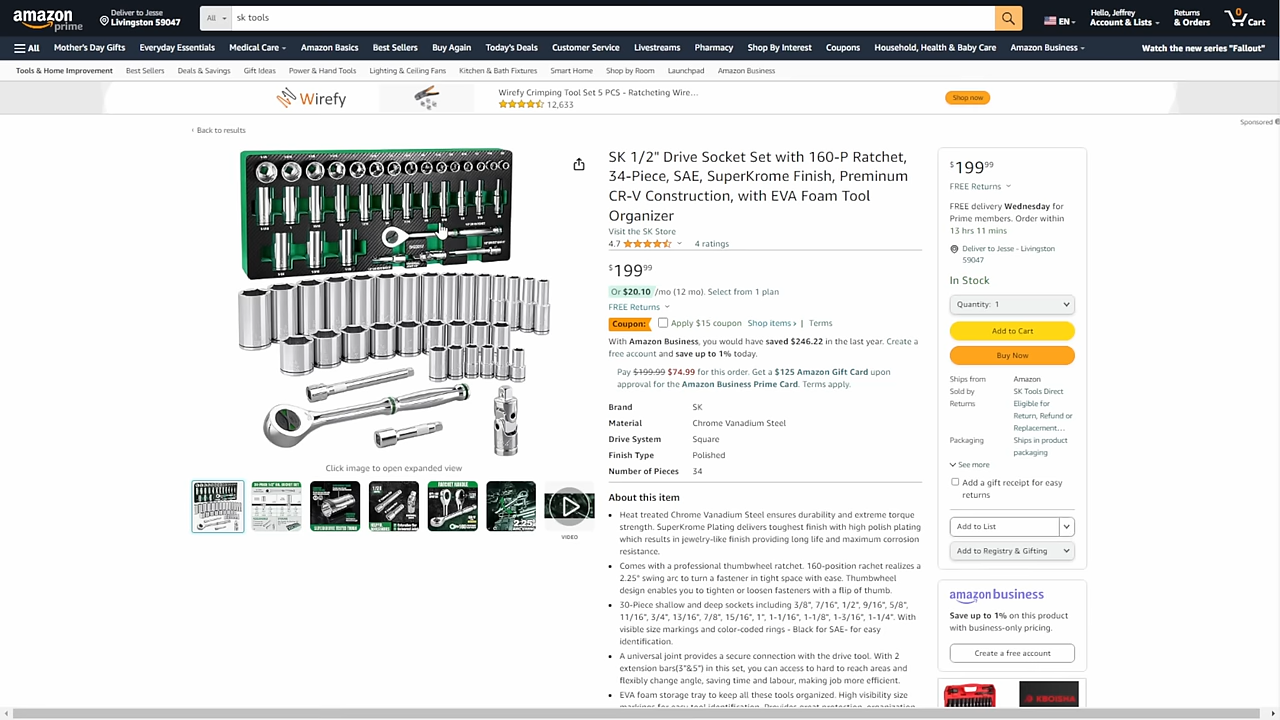 amazon
prime
Deliver to Jesse
Livingston 59047
All
sk tools
EN
Hello, Jeffrey
Account & Lists
Returns
& Orders
0
Cart
All
Mother's Day Gifts
Everyday Essentials
Medical Care
Amazon Basics
Best Sellers
Buy Again
Today's Deals
Customer Service
Livestreams
Pharmacy
Shop By Interest
Coupons
Household, Health & Baby Care
Amazon Business
Watch the new series "Fallout"
Tools & Home Improvement
Best Sellers
Deals & Savings
Gift Ideas
Power & Hand Tools
Lighting & Ceiling Fans
Kitchen & Bath Fixtures
Smart Home
Shop by Room
Launchpad
Amazon Business
Wirefy
Wirefy Crimping Tool Set 5 PCS - Ratcheting Wire...
12,633
Shop now
Sponsored
‹ Back to results
SK 1/2" Drive Socket Set with 160-P Ratchet,
34-Piece, SAE, SuperKrome Finish, Preminum
CR-V Construction, with EVA Foam Tool
Organizer
Visit the SK Store
4.7
4 ratings
$199.99
Or $20.10 /mo (12 mo). Select from 1 plan
FREE Returns
Coupon:
Apply $15 coupon Shop items › | Terms
With Amazon Business, you would have saved $246.22 in the last year. Create a
free account and save up to 1% today.
Pay $199.99 $74.99 for this order. Get a $125 Amazon Gift Card upon
approval for the Amazon Business Prime Card. Terms apply.
Brand SK
Material Chrome Vanadium Steel
Drive System Square
Finish Type Polished
Number of Pieces 34
Click image to open expanded view
VIDEO
About this item
Heat treated Chrome Vanadium Steel ensures durability and extreme torque
strength. SuperKrome Plating delivers toughest finish with high polish plating
which results in jewelry-like finish providing long life and maximum corrosion
resistance.
Comes with a professional thumbwheel ratchet. 160-position rachet realizes a
2.25" swing arc to turn a fastener in tight space with ease. Thumbwheel
design enables you to tighten or loosen fasteners with a flip of thumb.
30-Piece shallow and deep sockets including 3/8", 7/16", 1/2", 9/16", 5/8",
11/16", 3/4", 13/16", 7/8", 15/16", 1", 1-1/16", 1-1/8", 1-3/16", 1-1/4". With
visible size markings and color-coded rings - Black for SAE- for easy
identification.
A universal joint provides a secure connection with the drive tool. With 2
extension bars(3"&5") in this set, you can access to hard to reach areas and
flexibly change angle, saving time and labour, making job more efficient.
EVA foam storage tray to keep all these tools organized. High visibility size
markings for easy tool identification. Provides great protection, organization
$199.99
FREE Returns
FREE delivery Wednesday for
Prime members. Order within
13 hrs 11 mins
Deliver to Jesse - Livingston
59047
In Stock
Quantity: 1
Add to Cart
Buy Now
Ships from Amazon
Sold by SK Tools Direct
Returns Eligible for
Return, Refund or
Replacement...
Packaging Ships in product
packaging
See more
Add a gift receipt for easy
returns
Add to List
Add to Registry & Gifting
amazon business
Save up to 1% on this product
with business-only pricing.
Create a free account